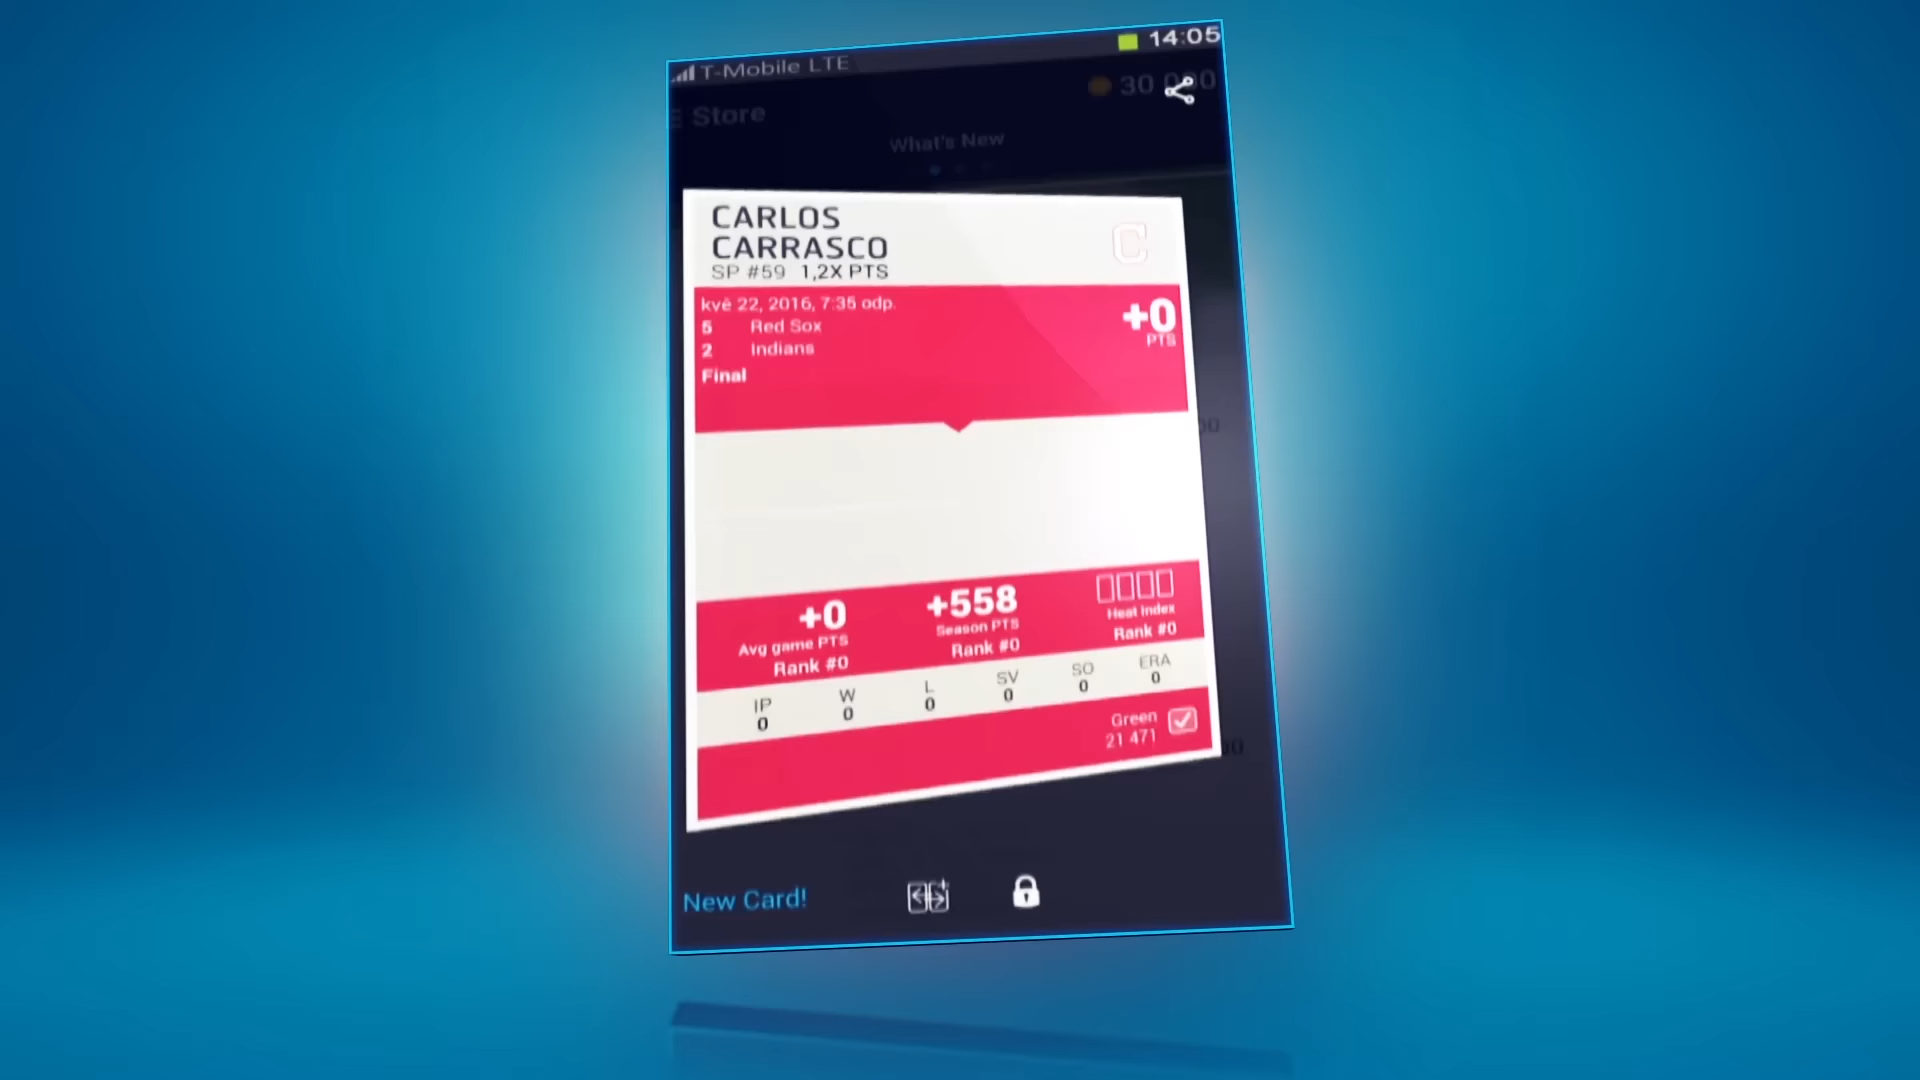 T-Mobile LTE
14:05
Store
What's New
CARLOS
CARRASCO
SP #59 1,2X PTS
C
kvě 22, 2016, 7:35 odp.
5 Red Sox
2 Indians
Final
+0
PTS
+0
Avg game PTS
Rank #0
+558
Season PTS
Rank #0
Heat Index
Rank #0
IP W L SV SO ERA
0 0 0 0 0 0
Green
21 471
New Card!